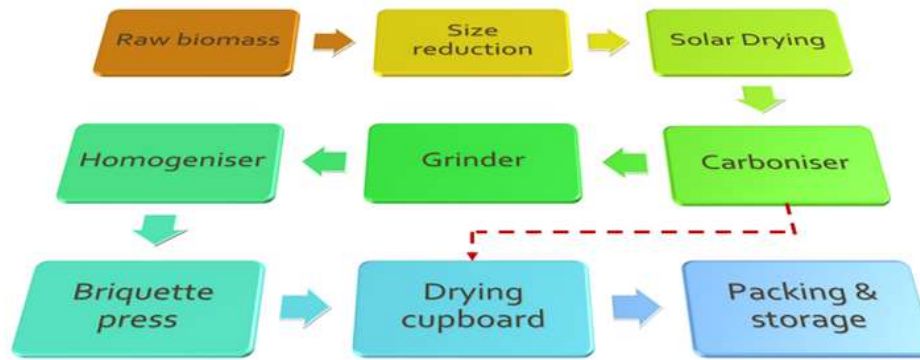 Raw biomass
Size
reduction
Solar Drying
Carboniser
Grinder
Homogeniser
Briquette
press
Drying
cupboard
Packing &
storage